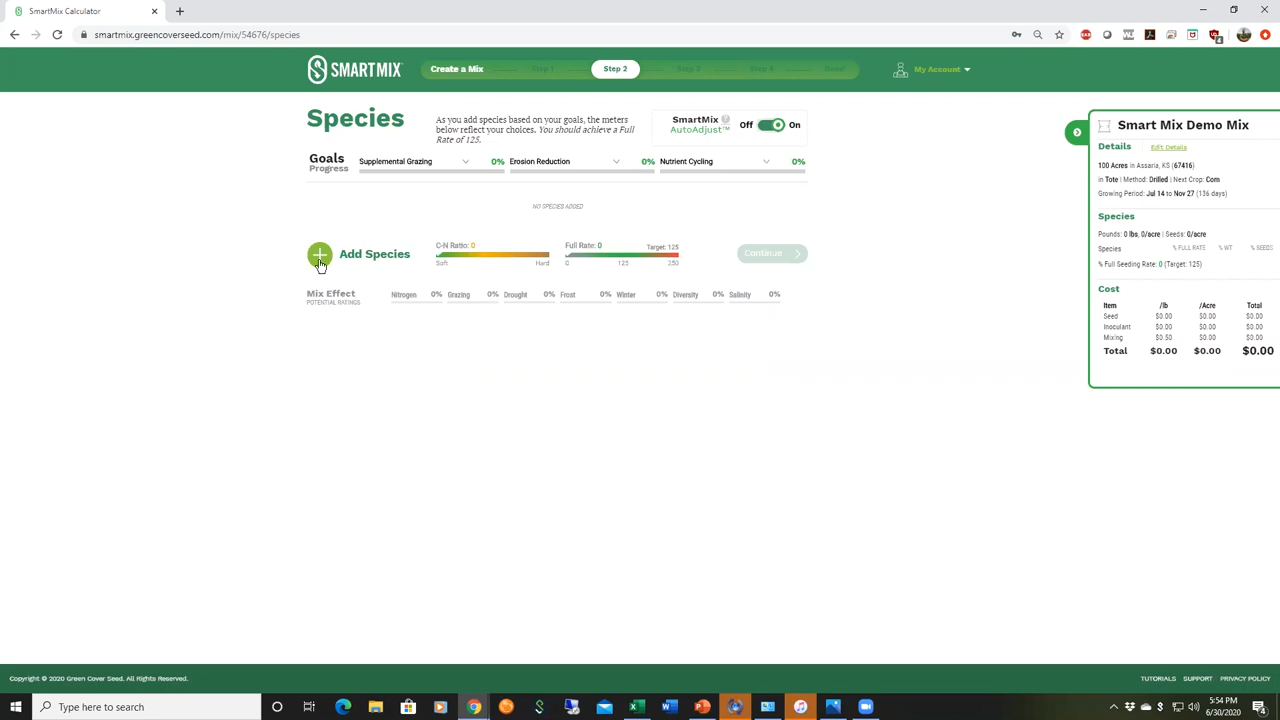 SmartMix Calculator
smartmix.greencoverseed.com/mix/54676/species
SMARTMIX
Create a Mix
Step 1
Step 2
Step 3
Step 4
Done!
My Account
Species
As you add species based on your goals, the meters
below reflect your choices. You should achieve a Full
Rate of 125.
SmartMix ?
AutoAdjust™
Off
On
Goals
Progress
Supplemental Grazing 0%
Erosion Reduction 0%
Nutrient Cycling 0%
NO SPECIES ADDED
Add Species
C-N Ratio: 0
Soft Hard
Full Rate: 0 Target: 125
0 125 250
Continue
Mix Effect
POTENTIAL RATINGS
Nitrogen 0% Grazing 0% Drought 0% Frost 0% Winter 0% Diversity 0% Salinity 0%
Smart Mix Demo Mix
Details Edit Details
100 Acres in Assaria, KS (67416)
in Tote | Method: Drilled | Next Crop: Corn
Growing Period: Jul 14 to Nov 27 (136 days)
Species
Pounds: 0 lbs, 0/acre | Seeds: 0/acre
Species % FULL RATE % WT % SEEDS
% Full Seeding Rate: 0 (Target: 125)
Cost
Item /lb /Acre Total
Seed $0.00 $0.00 $0.00
Inoculant $0.00 $0.00 $0.00
Mixing $0.50 $0.00 $0.00
Total $0.00 $0.00 $0.00
Copyright © 2020 Green Cover Seed. All Rights Reserved.
TUTORIALS SUPPORT PRIVACY POLICY
Type here to search
5:54 PM
6/30/2020